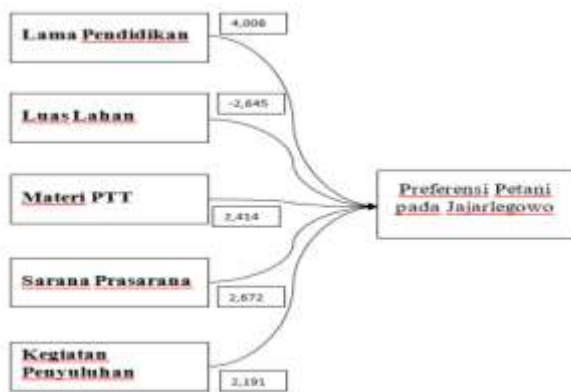 Lama Pendidikan
4,008
Luas Lahan
-2,645
Materi PTT
2,414
Preferensi Petani
pada Jajarlegowo
Sarana Prasarana
2,672
Kegiatan
Penyuluhan
2,191